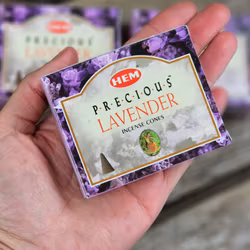 HEM
PRECIOUS
LAVENDER
INCENSE CONES